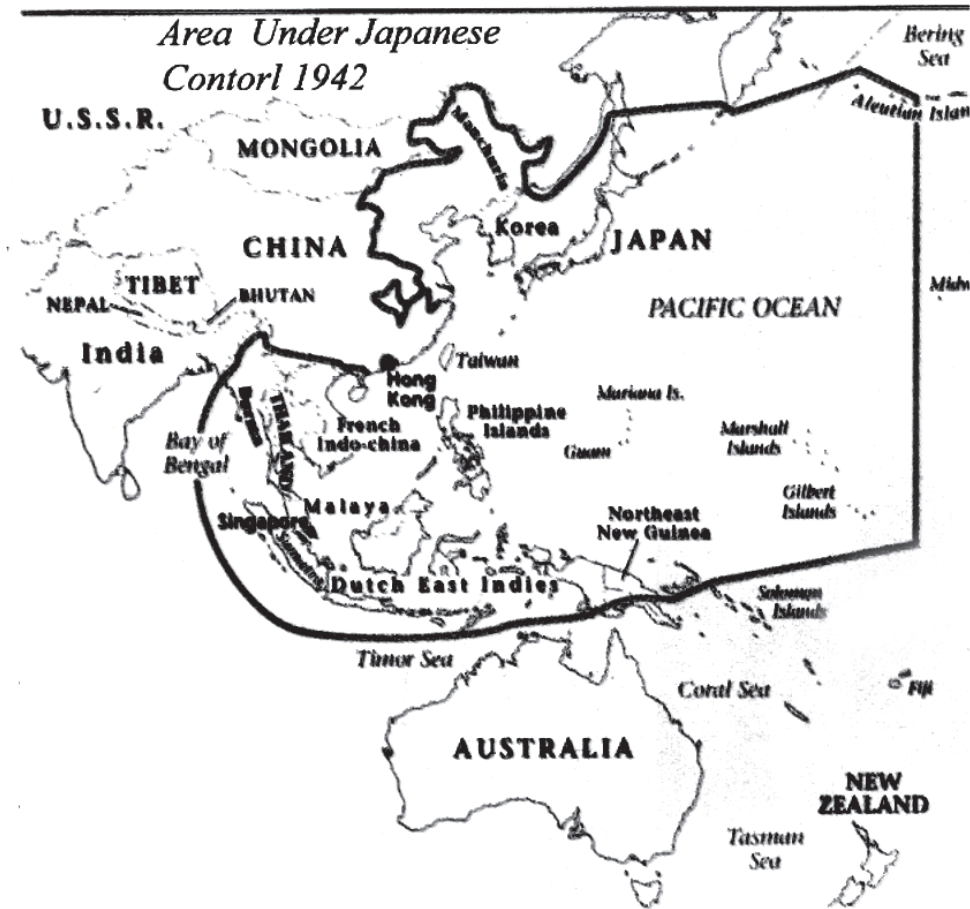 Area Under Japanese
Contorl 1942
Bering
Sea
U.S.S.R.
Aleutian Islan
MONGOLIA
Manchuria
Korea
JAPAN
CHINA
TIBET
NEPAL
BHUTAN
PACIFIC OCEAN
Midw
India
Taiwan
Hong
Kong
Mariana Is.
Burma
THAILAND
French
Indo-china
Philippine
Islands
Guam
Marshall
Islands
Bay of
Bengal
Gilbert
Islands
Malaya
Singapore
Northeast
New Guinea
Sumatra
Dutch East Indies
Solomon
Islands
Timor Sea
Coral Sea
Fiji
AUSTRALIA
NEW
ZEALAND
Tasman
Sea